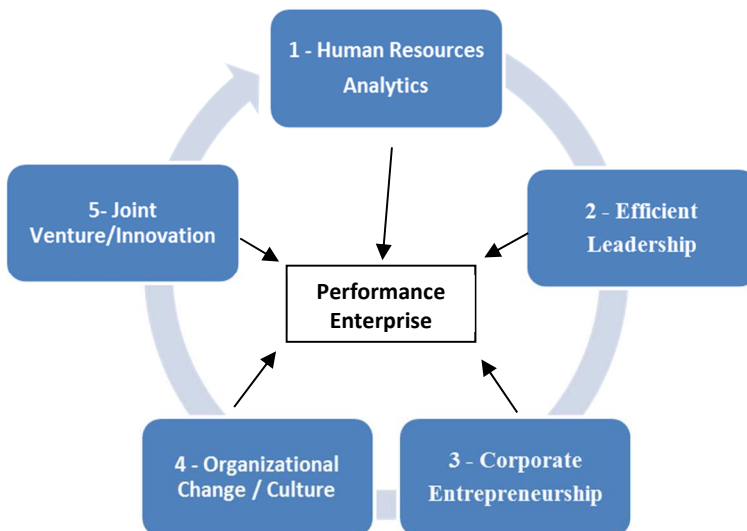 1 - Human Resources
Analytics
2 - Efficient
Leadership
3 - Corporate
Entrepreneurship
4 - Organizational
Change / Culture
5- Joint
Venture/Innovation
Performance
Enterprise